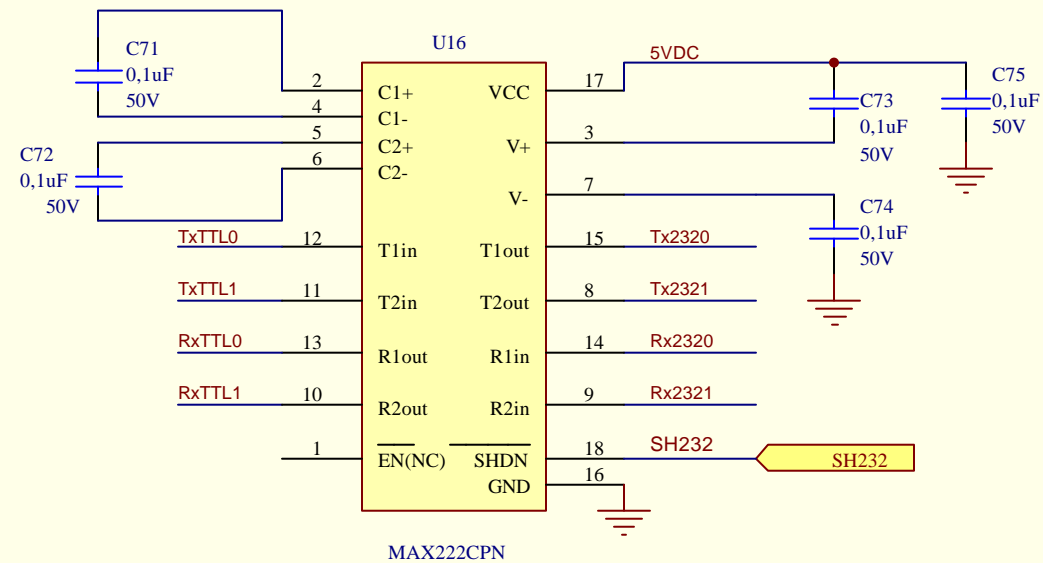 U16
C71
0,1uF
50V
C72
0,1uF
50V
2
4
5
6
12
11
13
10
1
C1+
C1-
C2+
C2-
T1in
T2in
R1out
R2out
EN(NC)
VCC
V+
V-
T1out
T2out
R1in
R2in
SHDN
GND
17
3
7
15
8
14
9
18
16
TxTTL0
TxTTL1
RxTTL0
RxTTL1
5VDC
C73
0,1uF
50V
C75
0,1uF
50V
C74
0,1uF
50V
Tx2320
Tx2321
Rx2320
Rx2321
SH232
SH232
MAX222CPN